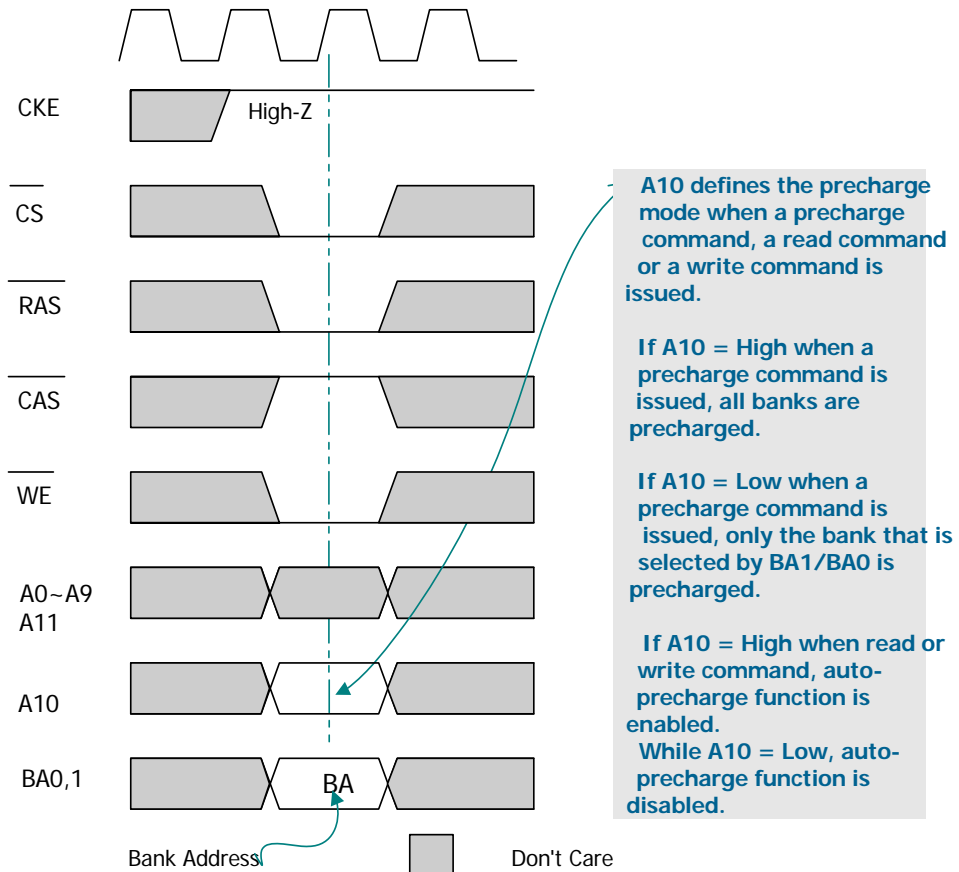 CKE
High-Z
CS
RAS
CAS
WE
A0~A9
A11
A10
BA0,1
BA
Bank Address
Don't Care
A10 defines the precharge
mode when a precharge
command, a read command
or a write command is
issued.
If A10 = High when a
precharge command is
issued, all banks are
precharged.
If A10 = Low when a
precharge command is
issued, only the bank that is
selected by BA1/BA0 is
precharged.
If A10 = High when read or
write command, auto-
precharge function is
enabled.
While A10 = Low, auto-
precharge function is
disabled.